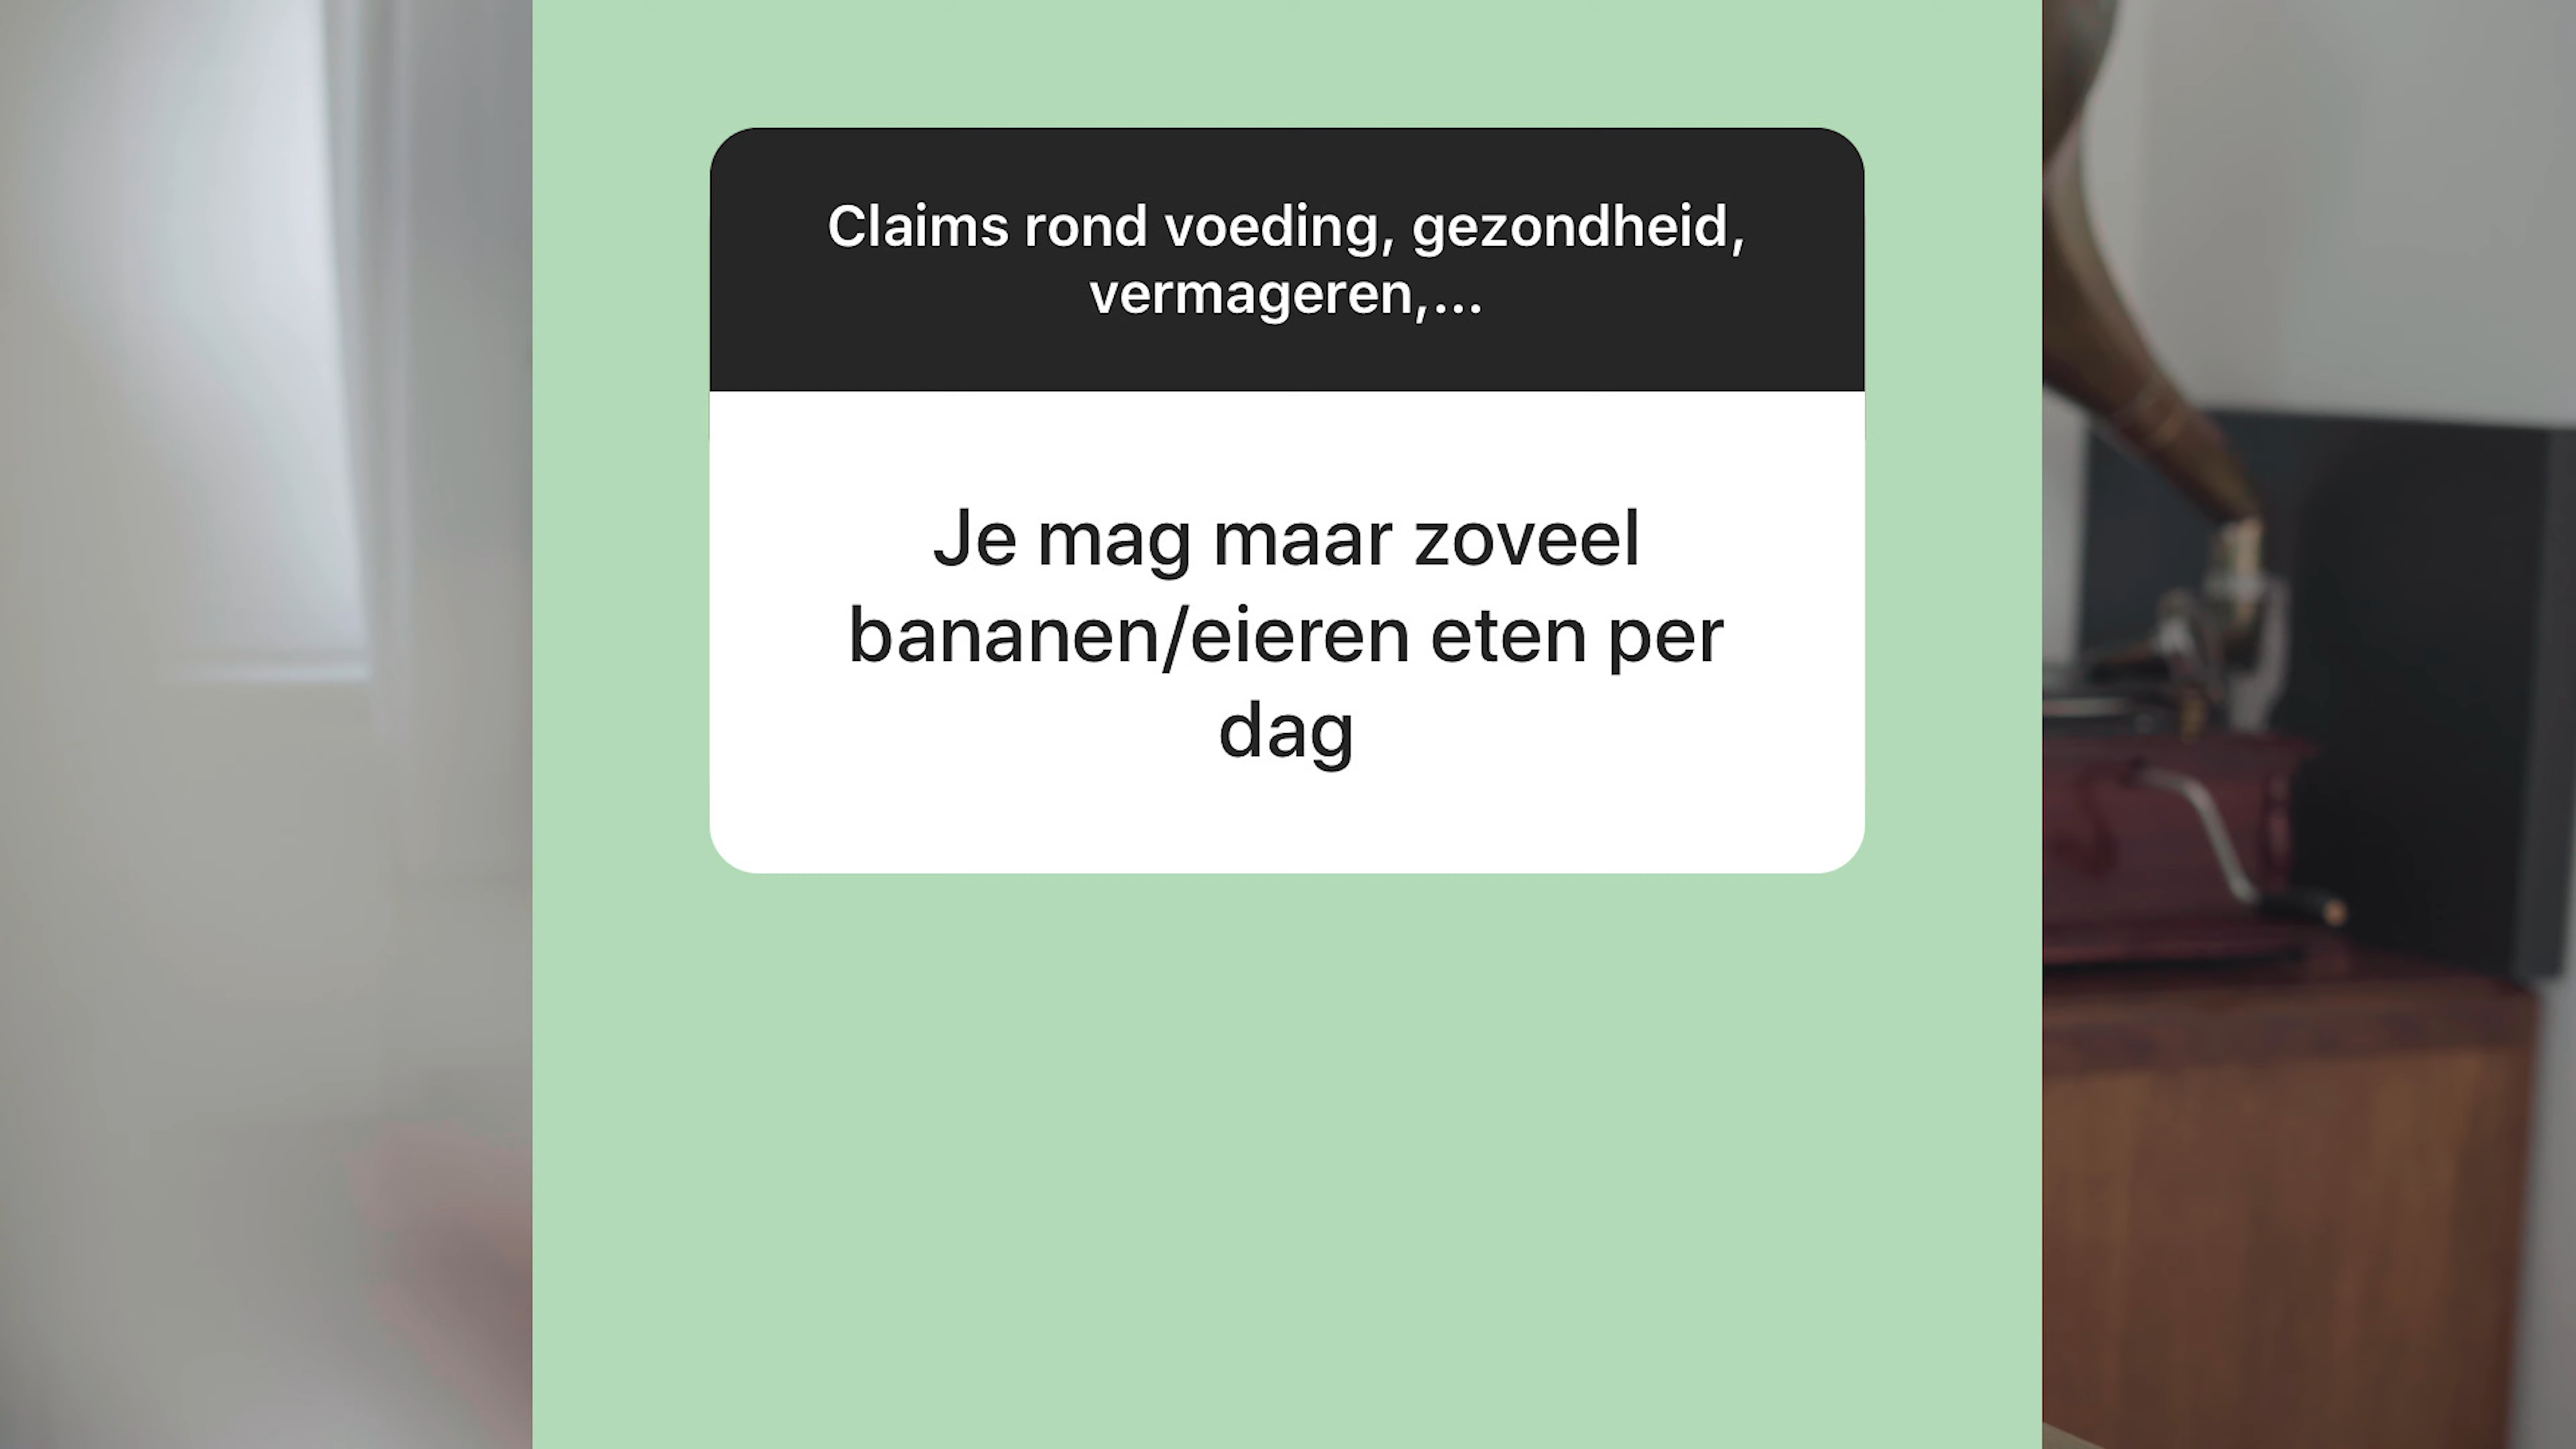 Claims rond voeding, gezondheid,
vermageren,...
Je mag maar zoveel
bananen/eieren eten per
dag